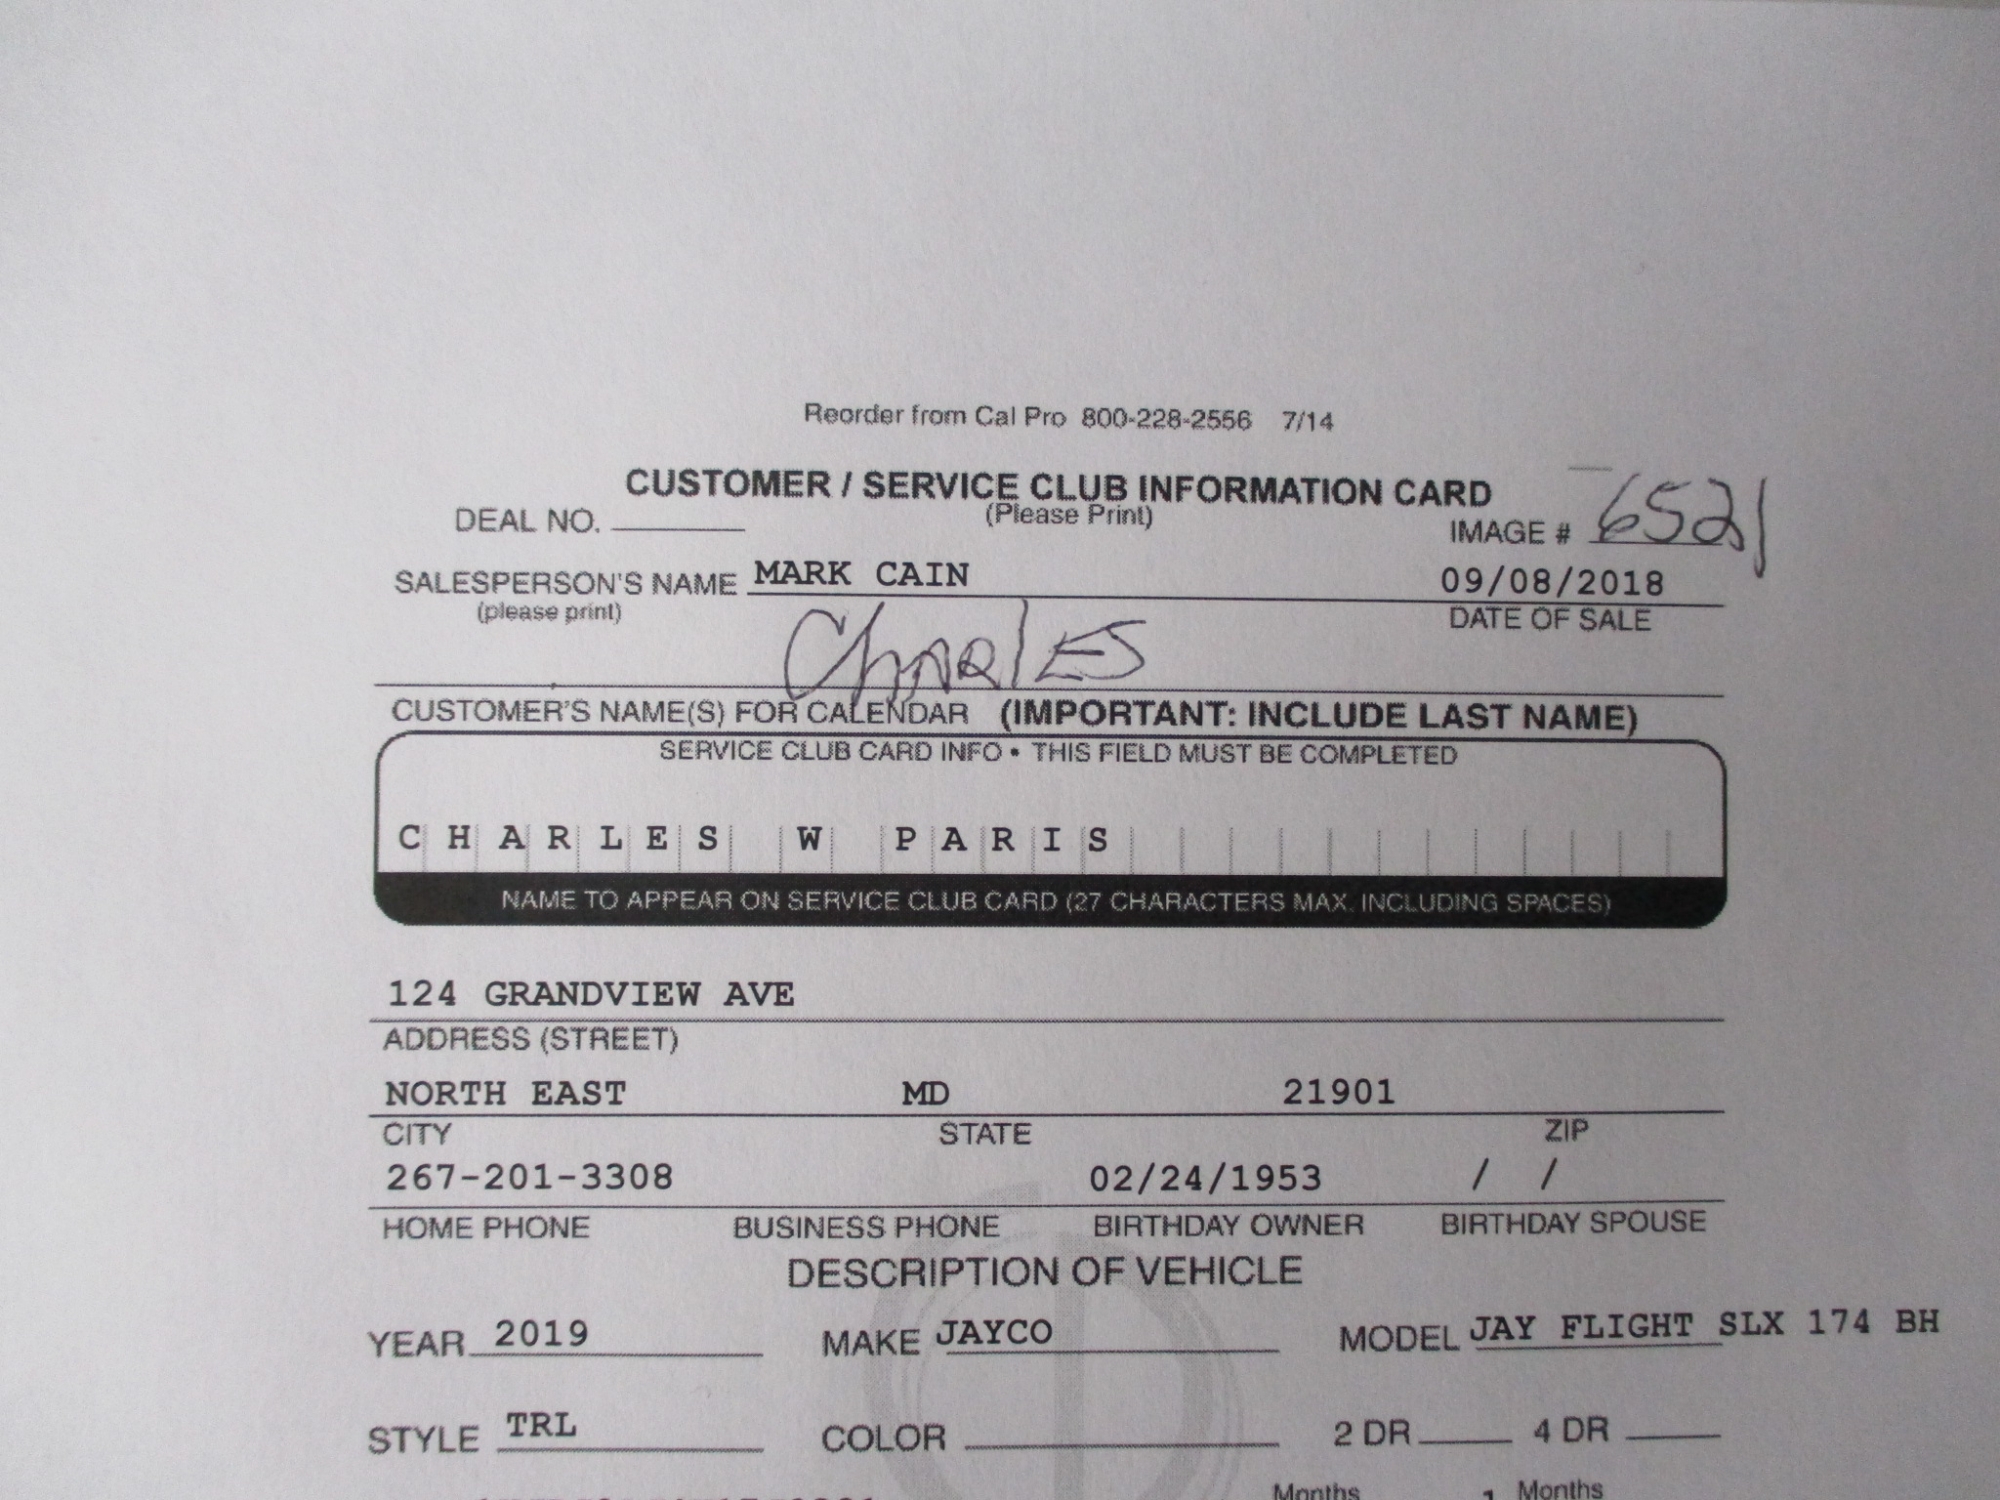 Reorder from Cal Pro 800-228-2556 7/14
CUSTOMER / SERVICE CLUB INFORMATION CARD
(Please Print)
DEAL NO. IMAGE # 6521
SALESPERSON'S NAME MARK CAIN 09/08/2018
(please print) DATE OF SALE
CHARLES
CUSTOMER'S NAME(S) FOR CALENDAR (IMPORTANT: INCLUDE LAST NAME)
SERVICE CLUB CARD INFO • THIS FIELD MUST BE COMPLETED
CHARLES W PARIS
NAME TO APPEAR ON SERVICE CLUB CARD (27 CHARACTERS MAX. INCLUDING SPACES)
124 GRANDVIEW AVE
ADDRESS (STREET)
NORTH EAST MD 21901
CITY STATE ZIP
267-201-3308 02/24/1953 / /
HOME PHONE BUSINESS PHONE BIRTHDAY OWNER BIRTHDAY SPOUSE
DESCRIPTION OF VEHICLE
YEAR 2019 MAKE JAYCO MODEL JAY FLIGHT SLX 174 BH
STYLE TRL COLOR 2 DR 4 DR
Months Months